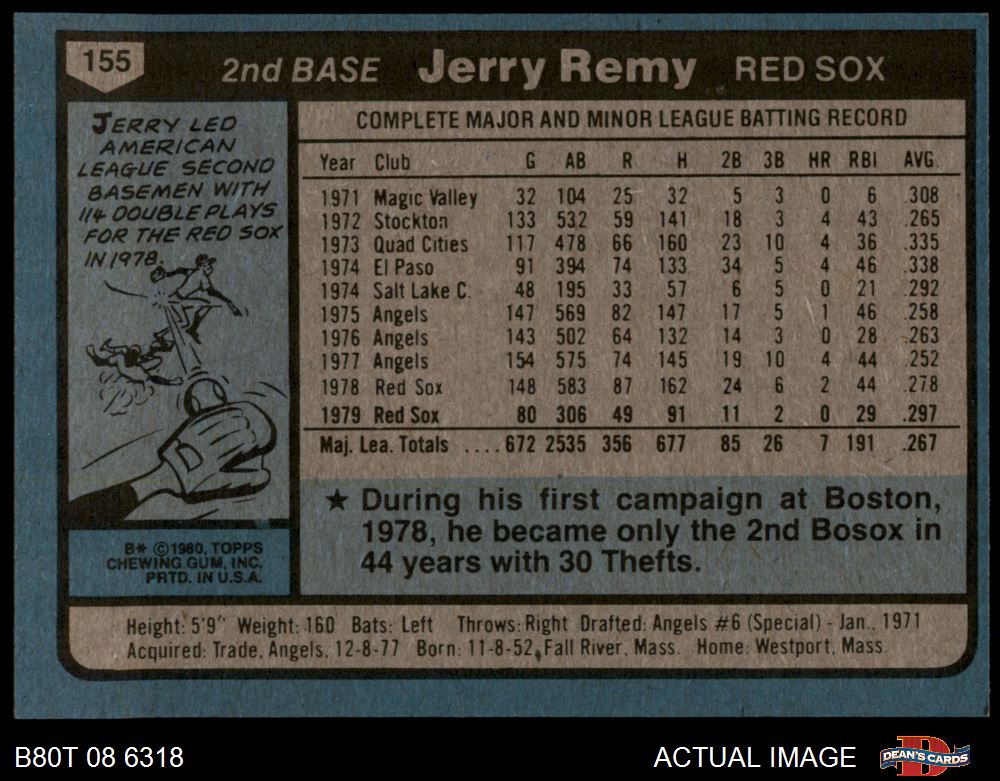 155 2nd BASE Jerry Remy RED SOX
JERRY LED
AMERICAN
LEAGUE SECOND
BASEMEN WITH
114 DOUBLE PLAYS
FOR THE RED SOX
IN 1978.
B* ©1980, TOPPS
CHEWING GUM, INC.
PRTD. IN U.S.A.
COMPLETE MAJOR AND MINOR LEAGUE BATTING RECORD
Year Club G AB R H 2B 3B HR RBI AVG.
1971 Magic Valley 32 104 25 32 5 3 0 6 .308
1972 Stockton 133 532 59 141 18 3 4 43 .265
1973 Quad Cities 117 478 66 160 23 10 4 36 .335
1974 El Paso 91 394 74 133 34 5 4 46 .338
1974 Salt Lake C. 48 195 33 57 6 5 0 21 .292
1975 Angels 147 569 82 147 17 5 1 46 .258
1976 Angels 143 502 64 132 14 3 0 28 .263
1977 Angels 154 575 74 145 19 10 4 44 .252
1978 Red Sox 148 583 87 162 24 6 2 44 .278
1979 Red Sox 80 306 49 91 11 2 0 29 .297
Maj. Lea. Totals ....672 2535 356 677 85 26 7 191 .267
★ During his first campaign at Boston,
1978, he became only the 2nd Bosox in
44 years with 30 Thefts.
Height: 5'9" Weight: 160 Bats: Left Throws: Right Drafted: Angels #6 (Special) - Jan., 1971
Acquired: Trade, Angels, 12-8-77 Born: 11-8-52, Fall River, Mass. Home: Westport, Mass.
B80T 08 6318 ACTUAL IMAGE DEAN'S CARDS